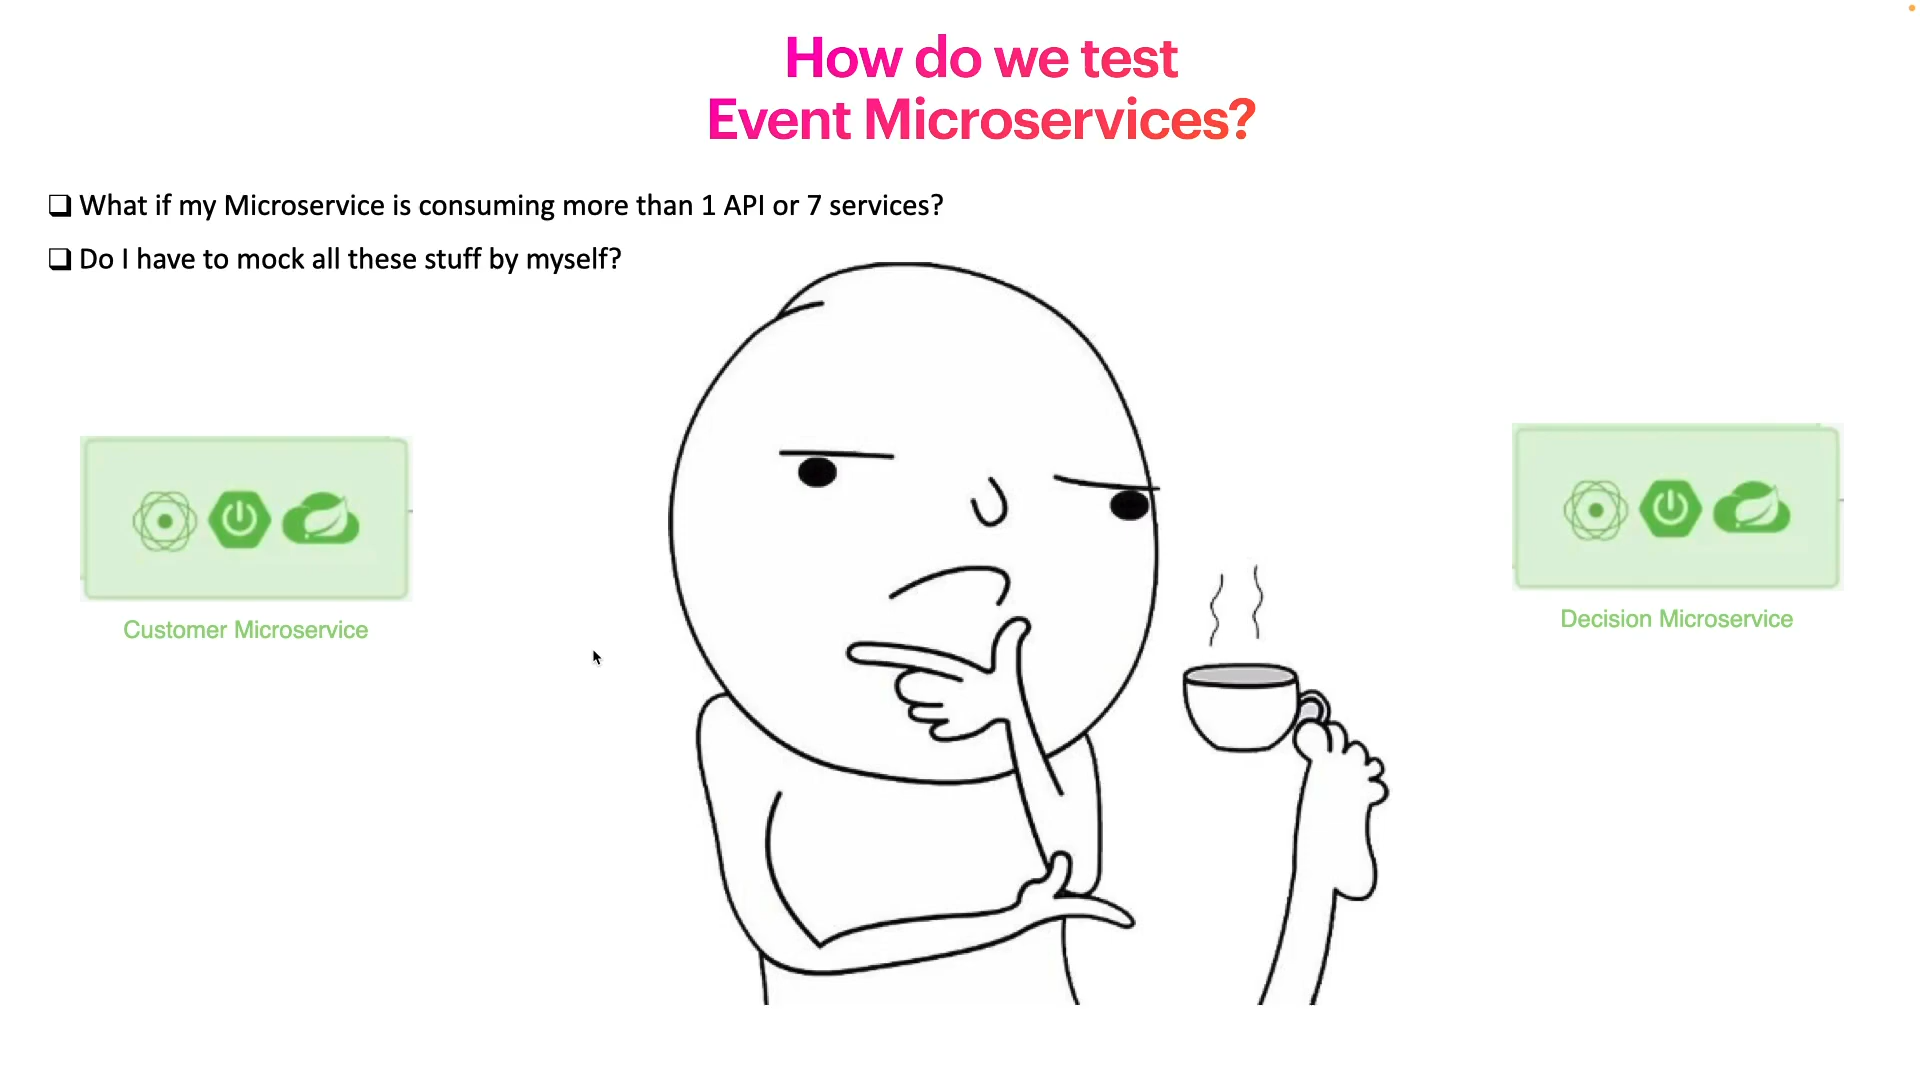 How do we test
Event Microservices?
❑ What if my Microservice is consuming more than 1 API or 7 services?
❑ Do I have to mock all these stuff by myself?
Customer Microservice
Decision Microservice